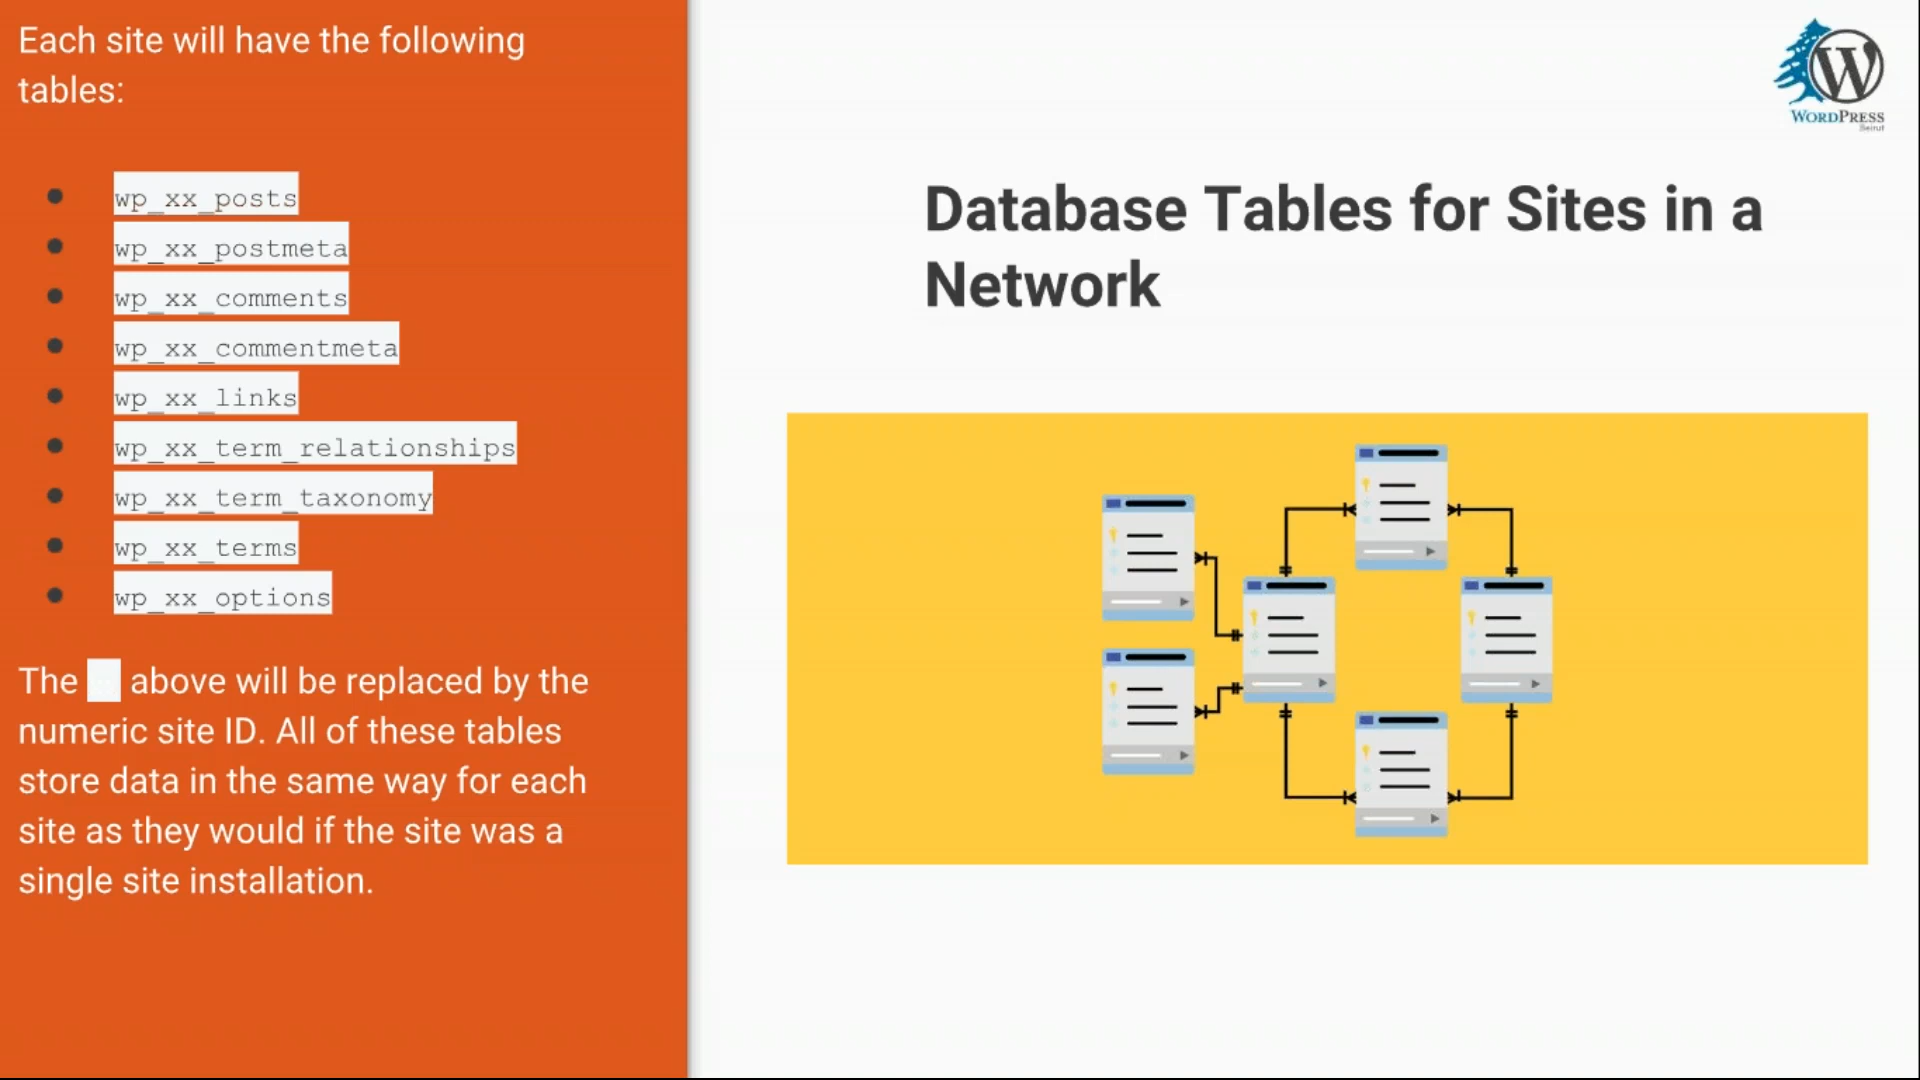 Each site will have the following
tables:
wp_xx_posts
wp_xx_postmeta
wp_xx_comments
wp_xx_commentmeta
wp_xx_links
wp_xx_term_relationships
wp_xx_term_taxonomy
wp_xx_terms
wp_xx_options
The above will be replaced by the
numeric site ID. All of these tables
store data in the same way for each
site as they would if the site was a
single site installation.
WORDPRESS
Beirut
Database Tables for Sites in a
Network